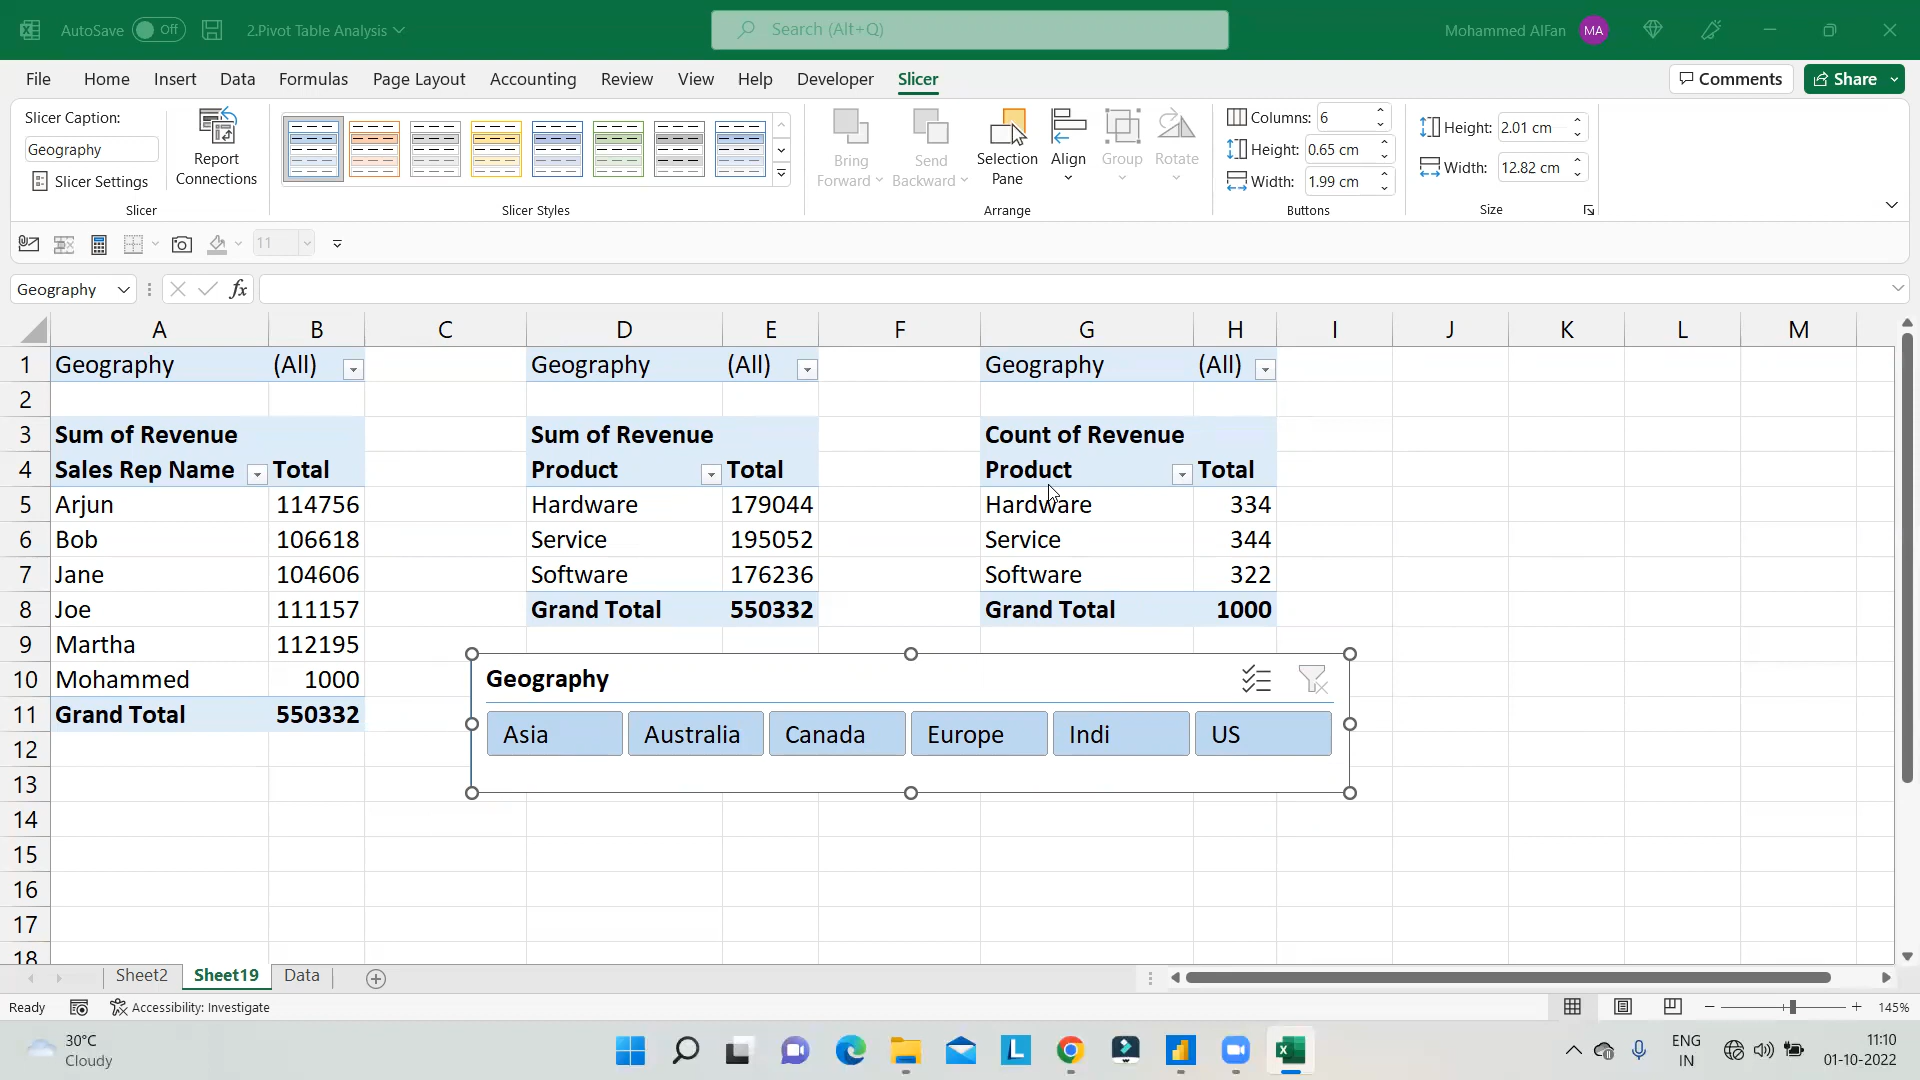 AutoSave Off 2.Pivot Table Analysis Search (Alt+Q) Mohammed AlFan MA
File Home Insert Data Formulas Page Layout Accounting Review View Help Developer Slicer Comments Share
Slicer Caption:
Geography
Slicer Settings
Report Connections
Slicer
Slicer Styles
Bring Forward
Send Backward
Selection Pane
Align
Group
Rotate
Arrange
Columns: 6
Height: 0.65 cm
Width: 1.99 cm
Buttons
Height: 2.01 cm
Width: 12.82 cm
Size
11
Geography fx
A B C D E F G H I J K L M
1 Geography (All) Geography (All) Geography (All)
2
3 Sum of Revenue Sum of Revenue Count of Revenue
4 Sales Rep Name Total Product Total Product Total
5 Arjun 114756 Hardware 179044 Hardware 334
6 Bob 106618 Service 195052 Service 344
7 Jane 104606 Software 176236 Software 322
8 Joe 111157 Grand Total 550332 Grand Total 1000
9 Martha 112195
10 Mohammed 1000 Geography
11 Grand Total 550332 Asia Australia Canada Europe Indi US
12
13
14
15
16
17
18
Sheet2 Sheet19 Data
Ready Accessibility: Investigate 145%
30°C
Cloudy
ENG
IN
11:10
01-10-2022